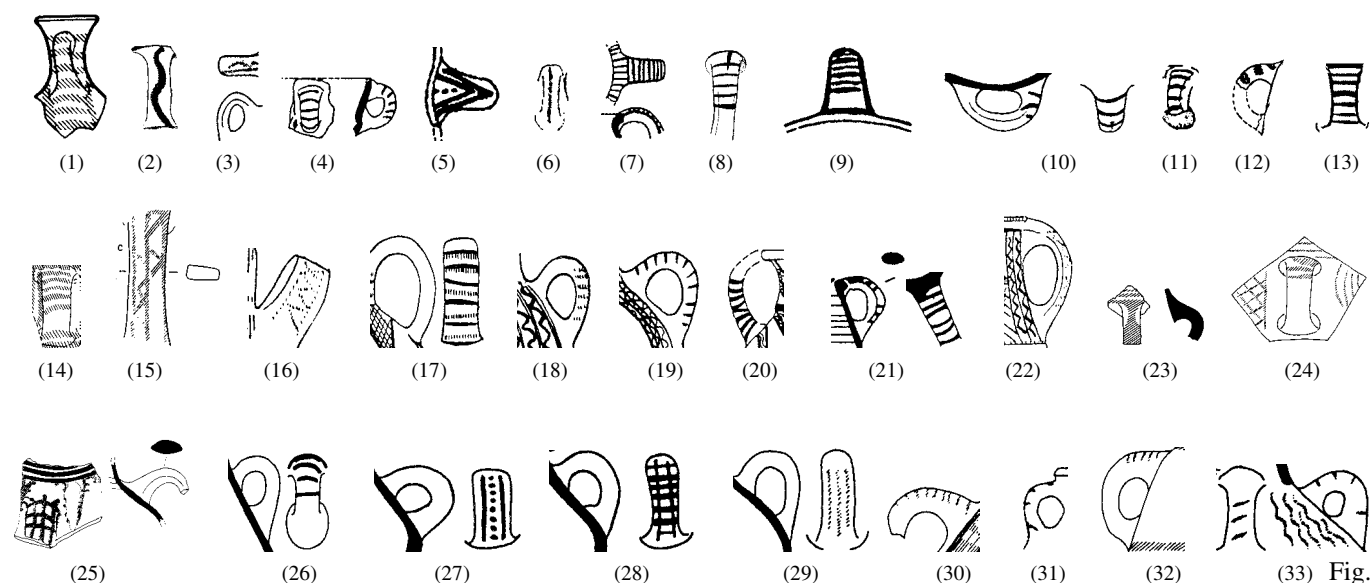 (1) (2) (3) (4) (5) (6) (7) (8) (9) (10) (11) (12) (13)
c
(14) (15) (16) (17) (18) (19) (20) (21) (22) (23) (24)
(25) (26) (27) (28) (29) (30) (31) (32) (33) Fig.